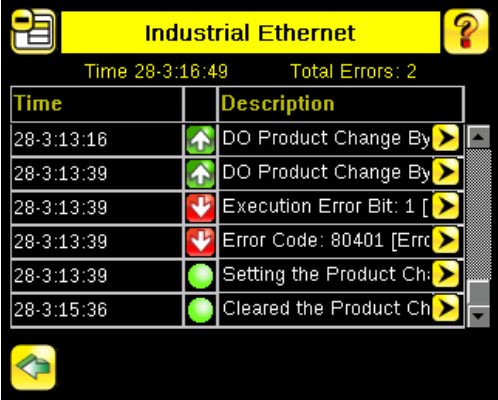 Industrial Ethernet
?
Time 28-3:16:49 Total Errors: 2
Time Description
28-3:13:16 DO Product Change By
28-3:13:39 DO Product Change By
28-3:13:39 Execution Error Bit: 1 [
28-3:13:39 Error Code: 80401 [Erro
28-3:13:39 Setting the Product Ch
28-3:15:36 Cleared the Product Ch